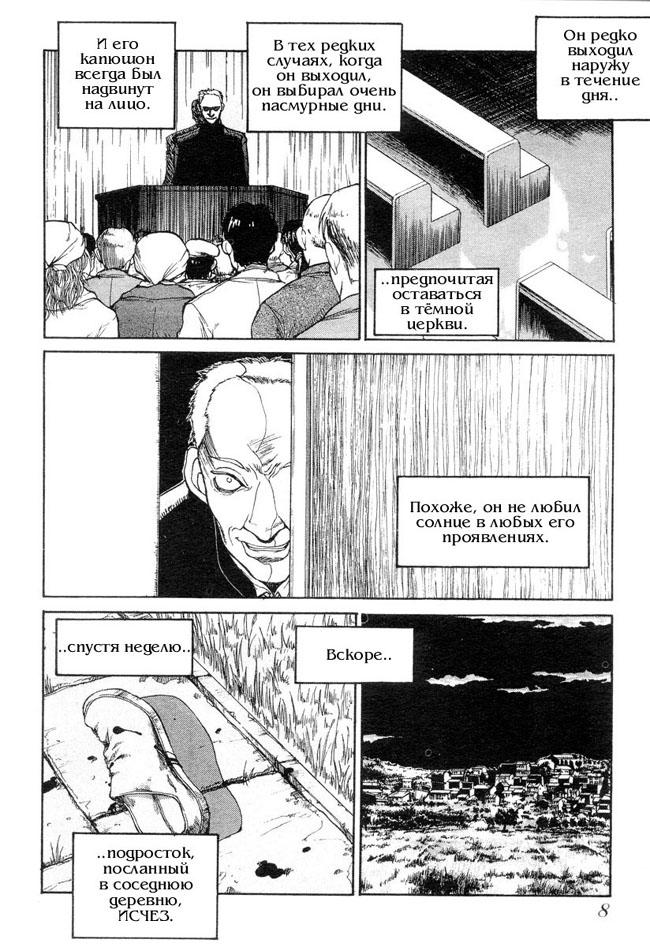 Он редко
выходил
наружу
в течение
дня..
..предпочитая
оставаться
в тёмной
церкви.
В тех редких
случаях, когда
он выходил,
он выбирал очень
пасмурные дни.
И его
капюшон
всегда был
надвинут
на лицо.
Похоже, он не любил
солнце в любых его
проявлениях.
Вскоре..
..спустя неделю..
..подросток,
посланный
в соседнюю
деревню,
ИСЧЕЗ.
8